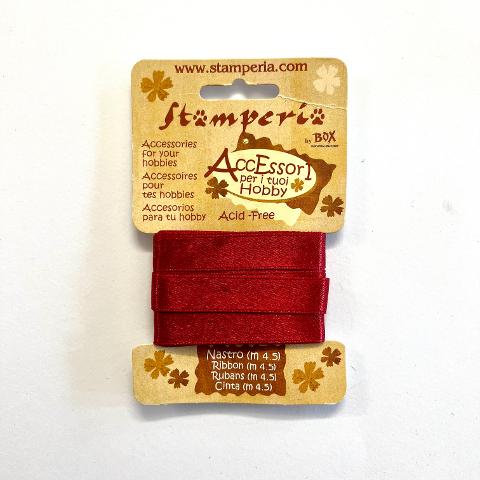 www.stamperia.com
Stamperia
by BOX
Accessories
for your
hobbies
Accessoires
pour
tes hobbies
Accesorios
para tu hobby
AccEssorI
per i tuoi
Hobby
Acid-Free
Nastro (m 4.5)
Ribbon (m 4.5)
Rubans (m 4.5)
Cinta (m 4.5)